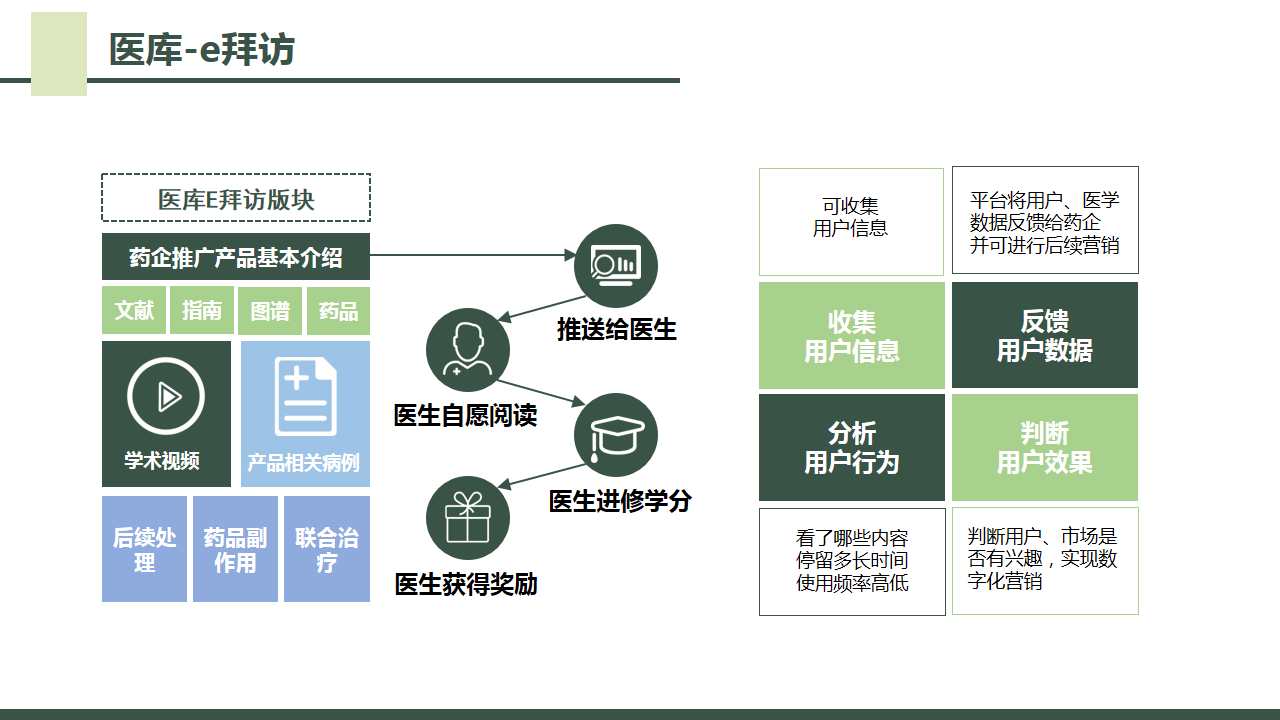 医库-e拜访
医库E拜访版块
药企推广产品基本介绍
文献
指南
图谱
药品
学术视频
产品相关病例
后续处
理
药品副
作用
联合治
疗
推送给医生
医生自愿阅读
医生进修学分
医生获得奖励
可收集
用户信息
平台将用户、医学
数据反馈给药企
并可进行后续营销
收集
用户信息
反馈
用户数据
分析
用户行为
判断
用户效果
看了哪些内容
停留多长时间
使用频率高低
判断用户、市场是
否有兴趣，实现数
字化营销